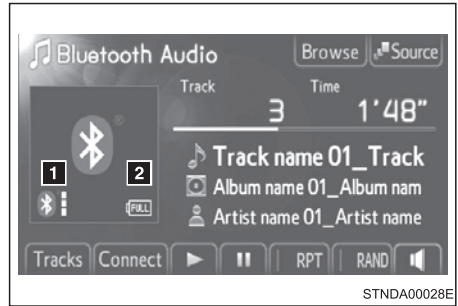 Bluetooth Audio Browse Source
Track Time
3 1'48"
®
Track name 01_Track
1 2
Album name 01_Album nam
FULL
Artist name 01_Artist name
Tracks Connect RPT RAND
STNDA00028E